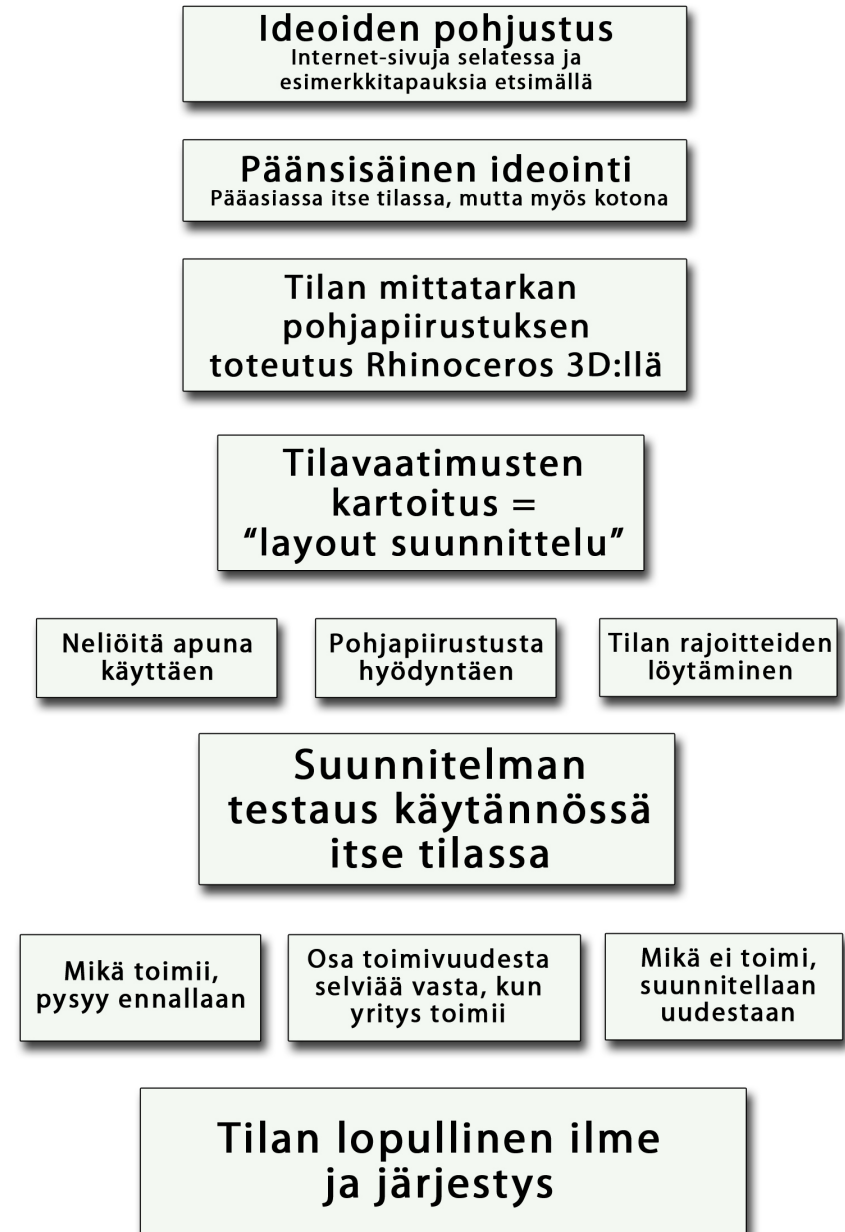 Ideoiden pohjustus
Internet-sivuja selatessa ja
esimerkkitapauksia etsimällä
Päänsisäinen ideointi
Pääasiassa itse tilassa, mutta myös kotona
Tilan mittatarkan
pohjapiirustuksen
toteutus Rhinoceros 3D:llä
Tilavaatimusten
kartoitus =
“layout suunnittelu”
Neliöitä apuna
käyttäen
Pohjapiirustusta
hyödyntäen
Tilan rajoitteiden
löytäminen
Suunnitelman
testaus käytännössä
itse tilassa
Mikä toimii,
pysyy ennallaan
Osa toimivuudesta
selviää vasta, kun
yritys toimii
Mikä ei toimi,
suunnitellaan
uudestaan
Tilan lopullinen ilme
ja järjestys